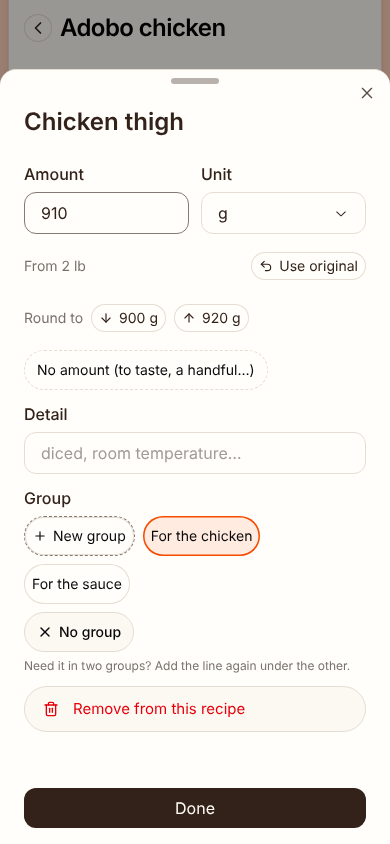 Adobo chicken
Chicken thigh
Amount Unit
910 g
From 2 lb Use original
Round to 900 g 920 g
No amount (to taste, a handful...)
Detail
diced, room temperature...
Group
New group For the chicken
For the sauce
No group
Need it in two groups? Add the line again under the other.
Remove from this recipe
Done